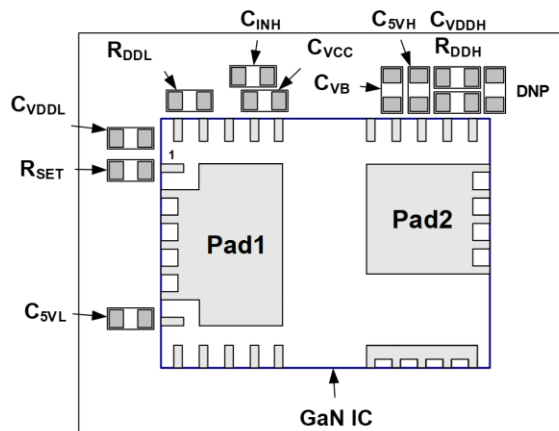 CINH
C5VH
CVDDH
RDDL
CVCC
RDDH
CVB
DNP
CVDDL
RSET
1
Pad1
Pad2
C5VL
GaN IC